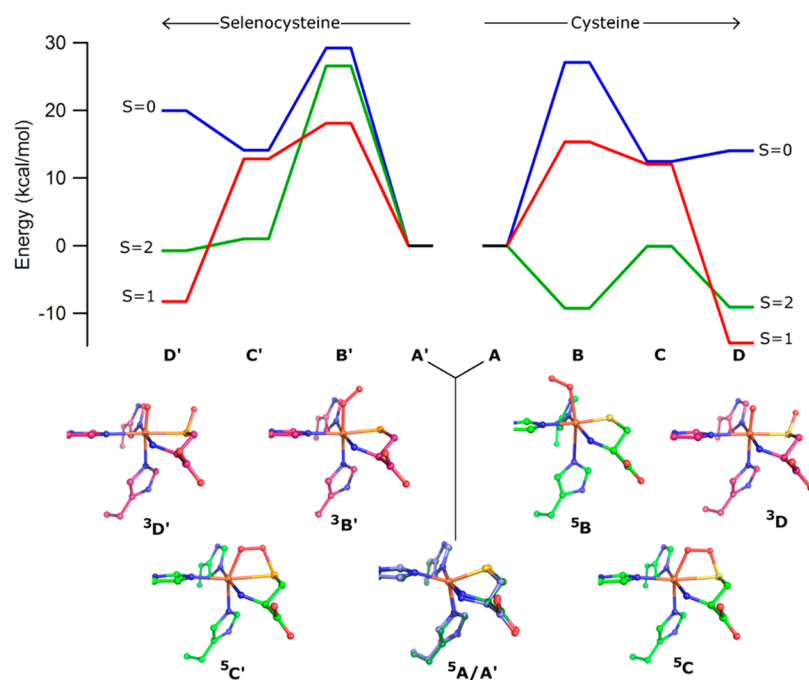 Selenocysteine
Cysteine
Energy (kcal/mol)
30
20
10
0
-10
S=0
S=2
S=1
S=0
S=2
S=1
D' C' B' A' A B C D
³D'
³B'
⁵B
³D
⁵C'
⁵A/A'
⁵C